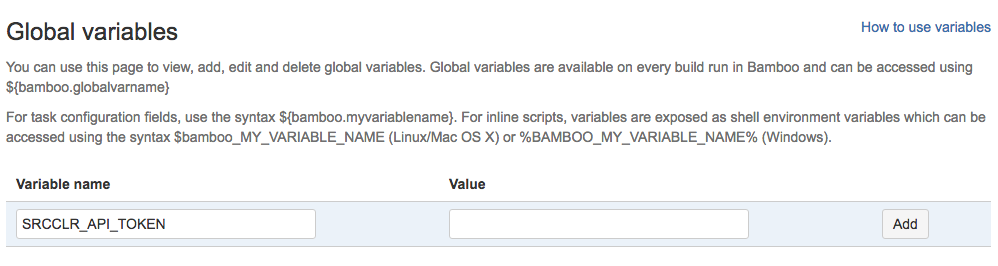 Global variables
How to use variables
You can use this page to view, add, edit and delete global variables. Global variables are available on every build run in Bamboo and can be accessed using
${bamboo.globalvarname}
For task configuration fields, use the syntax ${bamboo.myvariablename}. For inline scripts, variables are exposed as shell environment variables which can be
accessed using the syntax $bamboo_MY_VARIABLE_NAME (Linux/Mac OS X) or %BAMBOO_MY_VARIABLE_NAME% (Windows).
Variable name Value
SRCCLR_API_TOKEN Add